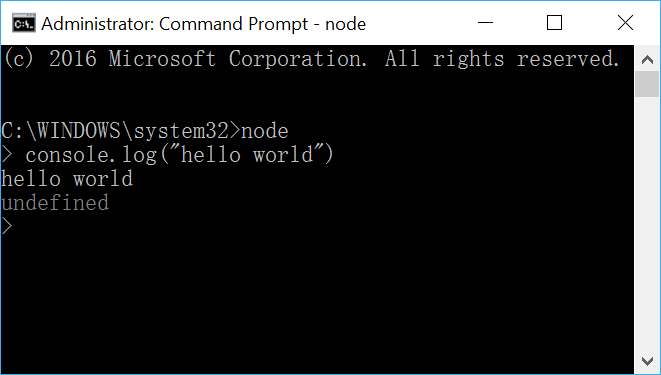 Administrator: Command Prompt - node
(c) 2016 Microsoft Corporation. All rights reserved.
C:\WINDOWS\system32>node
> console.log("hello world")
hello world
undefined
>